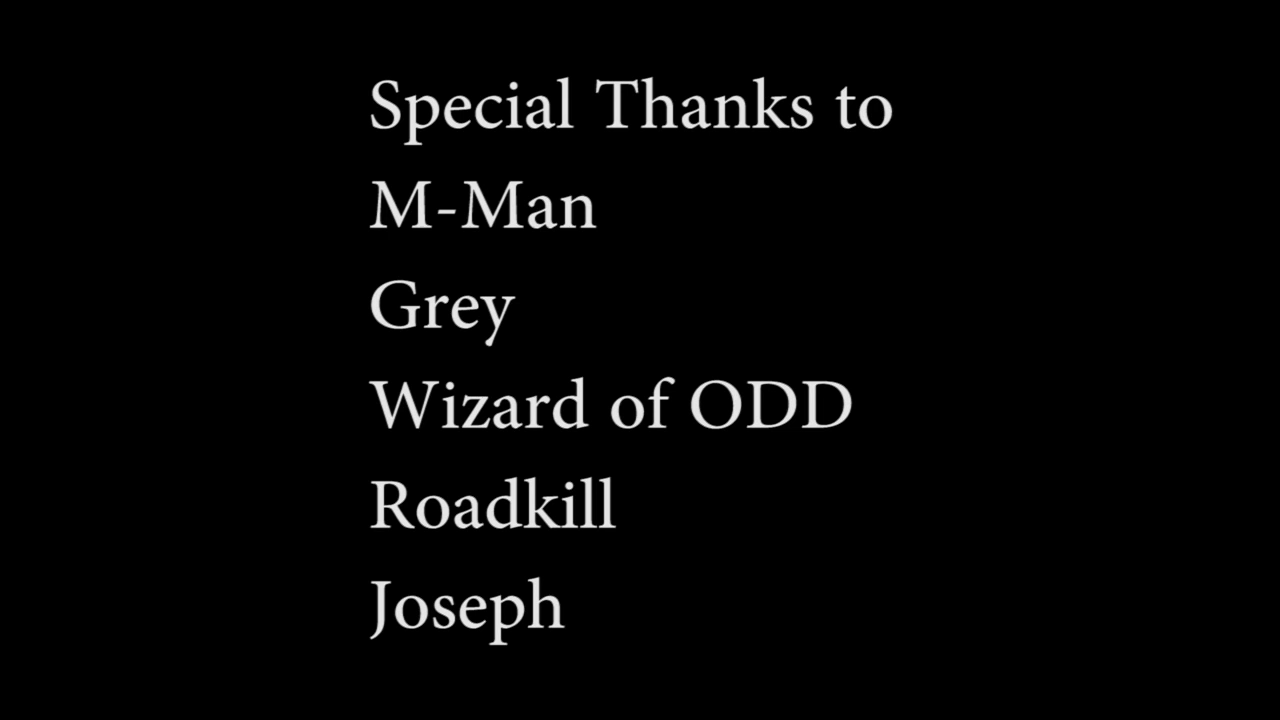 Special Thanks to
M-Man
Grey
Wizard of ODD
Roadkill
Joseph